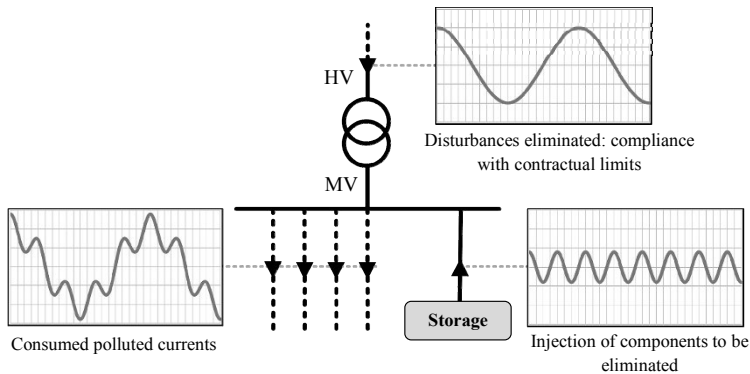 HV
Disturbances eliminated: compliance
with contractual limits
MV
Storage
Consumed polluted currents
Injection of components to be
eliminated